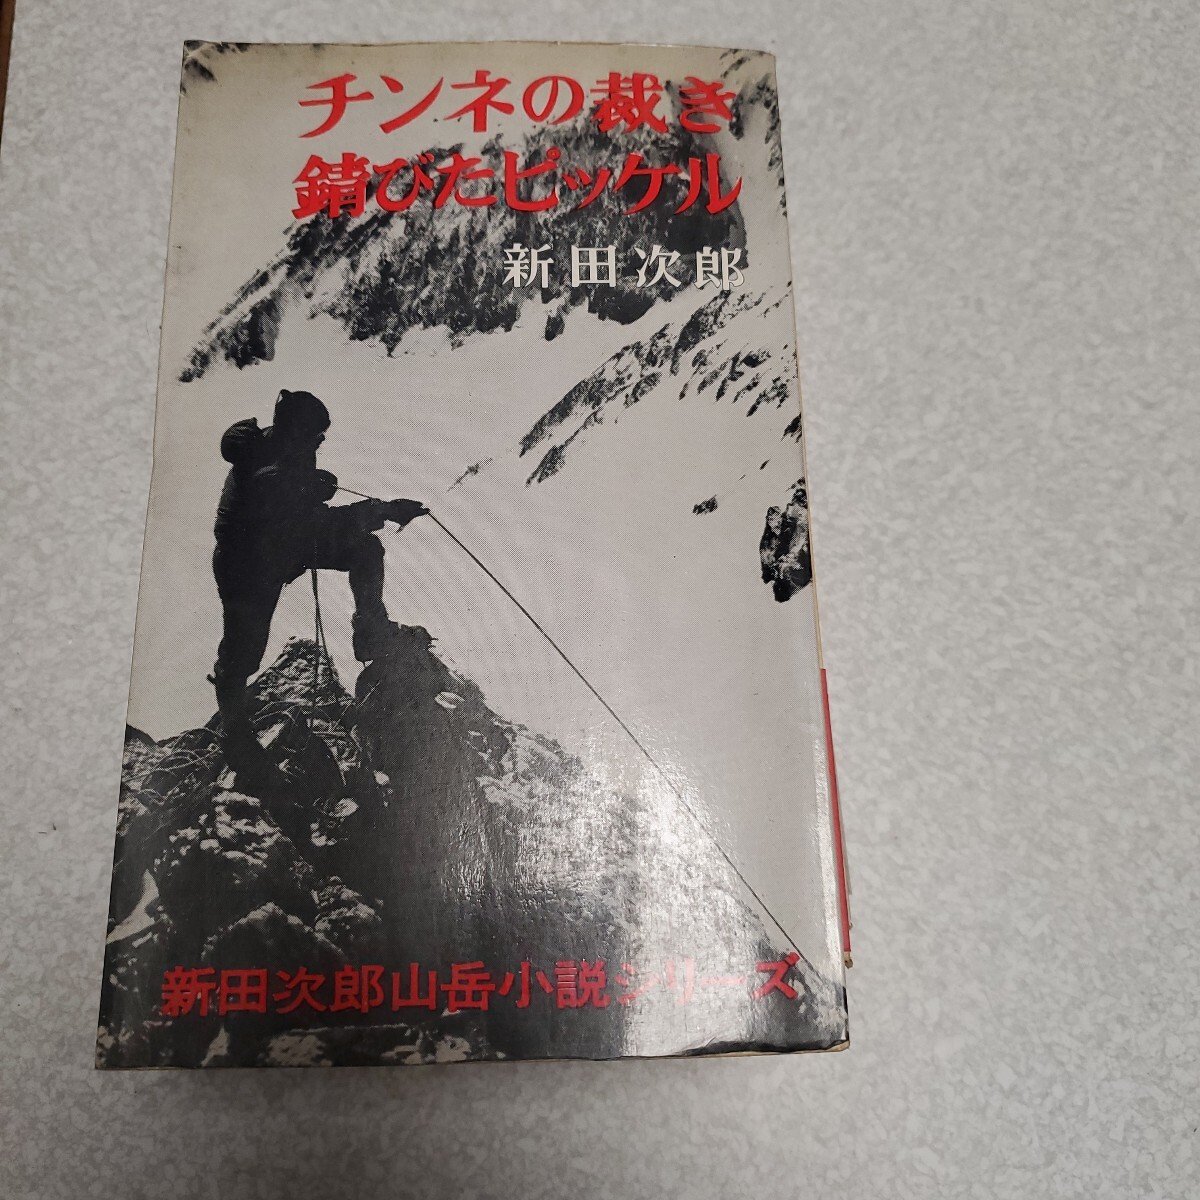 チンネの裁き
錆びたピッケル
新田次郎
新田次郎山岳小説シリーズ